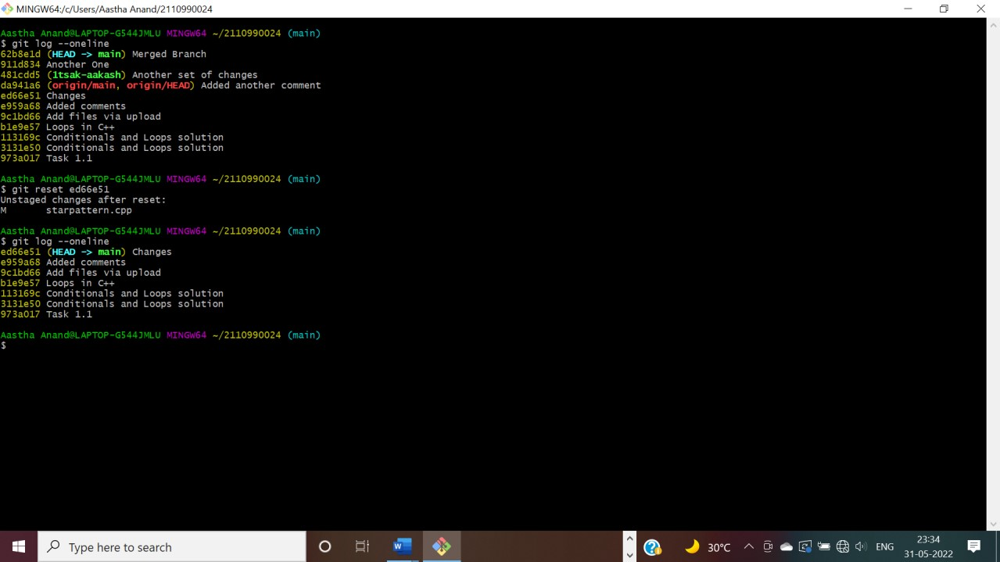 MINGW64:/c/Users/Aastha Anand/2110990024
Aastha Anand@LAPTOP-G544JMLU MINGW64 ~/2110990024 (main)
$ git log --oneline
62b8e1d (HEAD -> main) Merged Branch
911d834 Another One
481cdd5 (1tsak-aakash) Another set of changes
da941a6 (origin/main, origin/HEAD) Added another comment
ed66e51 Changes
e959a68 Added comments
9c1bd66 Add files via upload
b1e9e57 Loops in C++
113169c Conditionals and Loops solution
3131e50 Conditionals and Loops solution
973a017 Task 1.1
Aastha Anand@LAPTOP-G544JMLU MINGW64 ~/2110990024 (main)
$ git reset ed66e51
Unstaged changes after reset:
M       starpattern.cpp
Aastha Anand@LAPTOP-G544JMLU MINGW64 ~/2110990024 (main)
$ git log --oneline
ed66e51 (HEAD -> main) Changes
e959a68 Added comments
9c1bd66 Add files via upload
b1e9e57 Loops in C++
113169c Conditionals and Loops solution
3131e50 Conditionals and Loops solution
973a017 Task 1.1
Aastha Anand@LAPTOP-G544JMLU MINGW64 ~/2110990024 (main)
$
Type here to search
30°C
ENG
23:34
31-05-2022